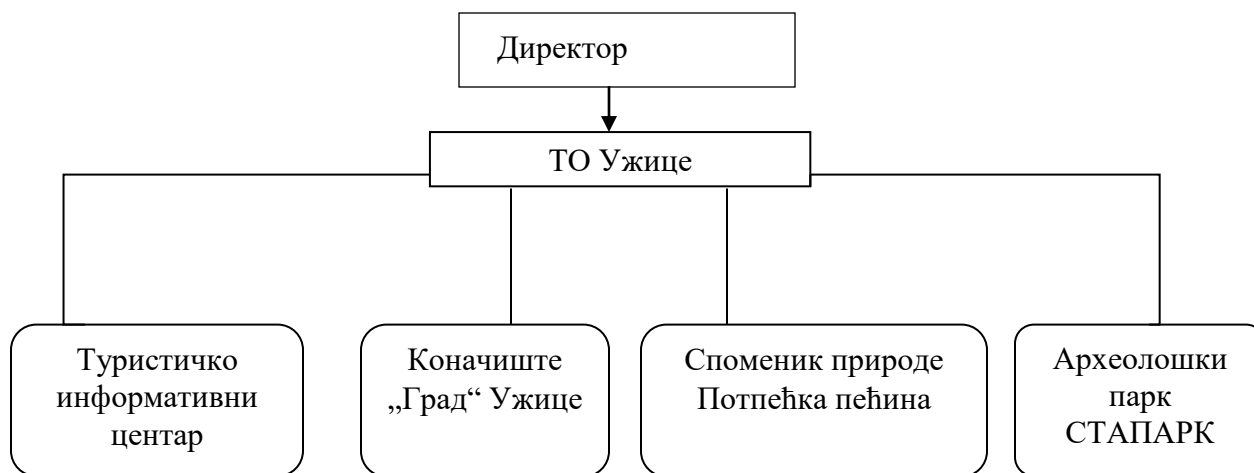 Директор
ТО Ужице
Туристичко
информативни
центар
Коначиште
„Град“ Ужице
Споменик природе
Потпећка пећина
Археолошки
парк
СТАПАРК